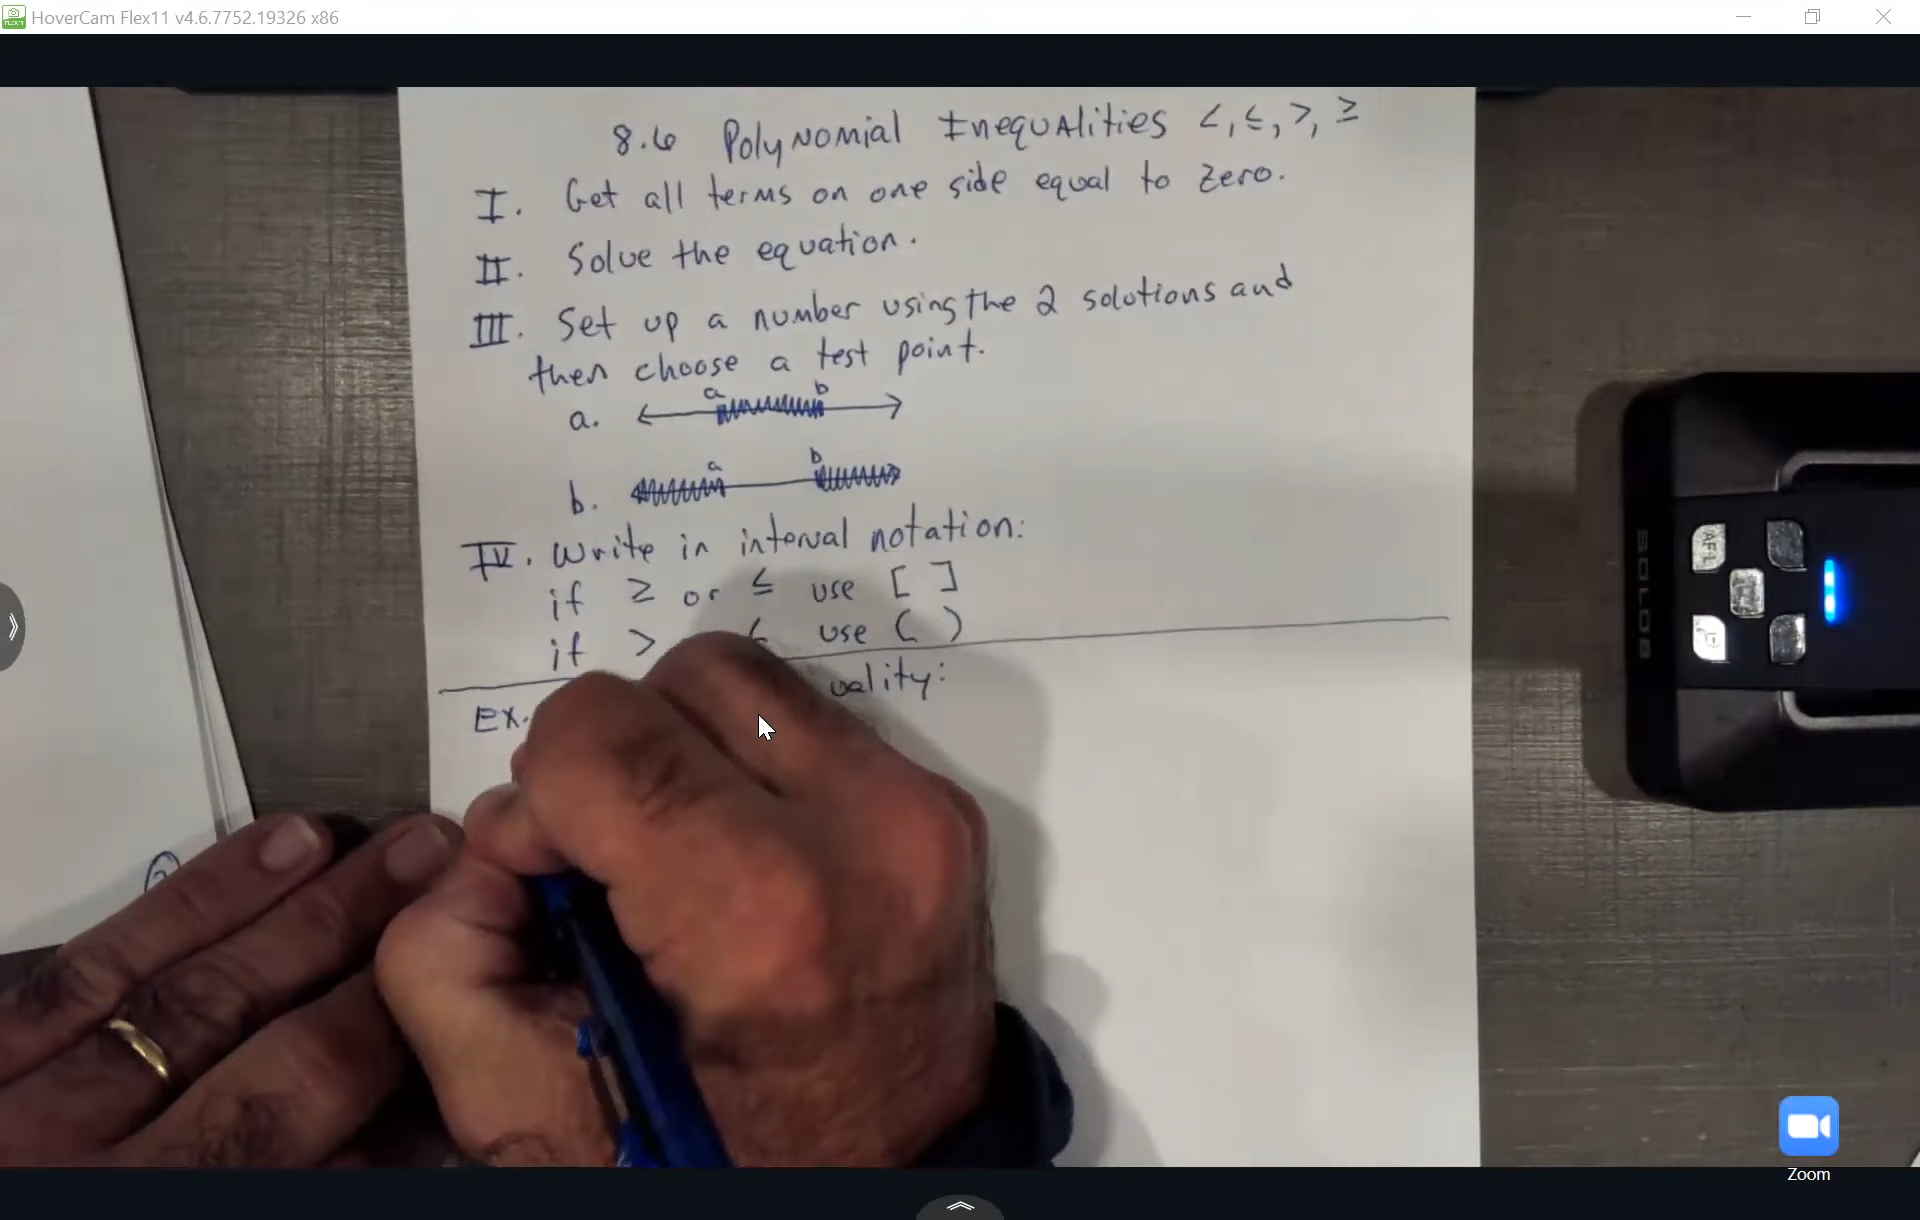 HoverCam Flex11 v4.6.7752.19326 x86
8.6 Polynomial Inequalities <, ≤, >, ≥
I. Get all terms on one side equal to zero.
II. Solve the equation.
III. Set up a number using the 2 solutions and
then choose a test point.
a. a b
b. a b
IV. Write in interval notation:
if ≥ or ≤ use [ ]
if > < use ( )
Ex.
SOLOB
Zoom